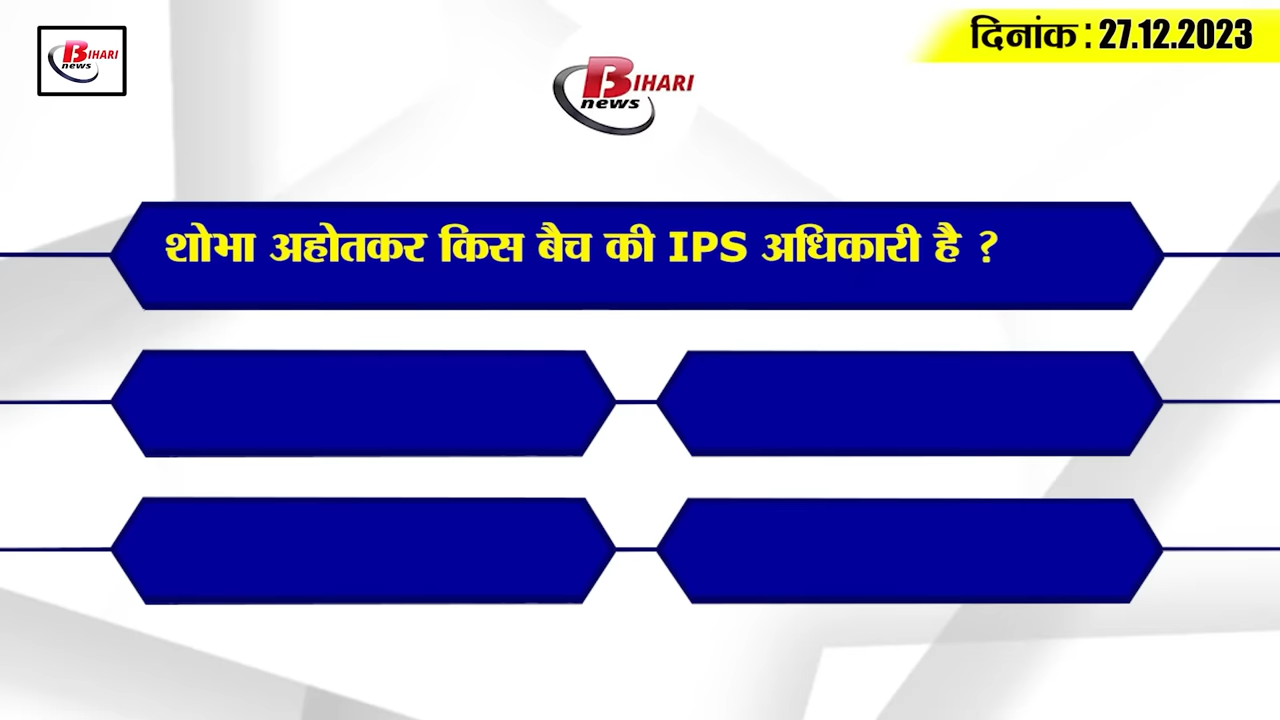 BIHARI
news
दिनांक : 27.12.2023
BIHARI
news
शोभा अहोतकर किस बैच की IPS अधिकारी है ?